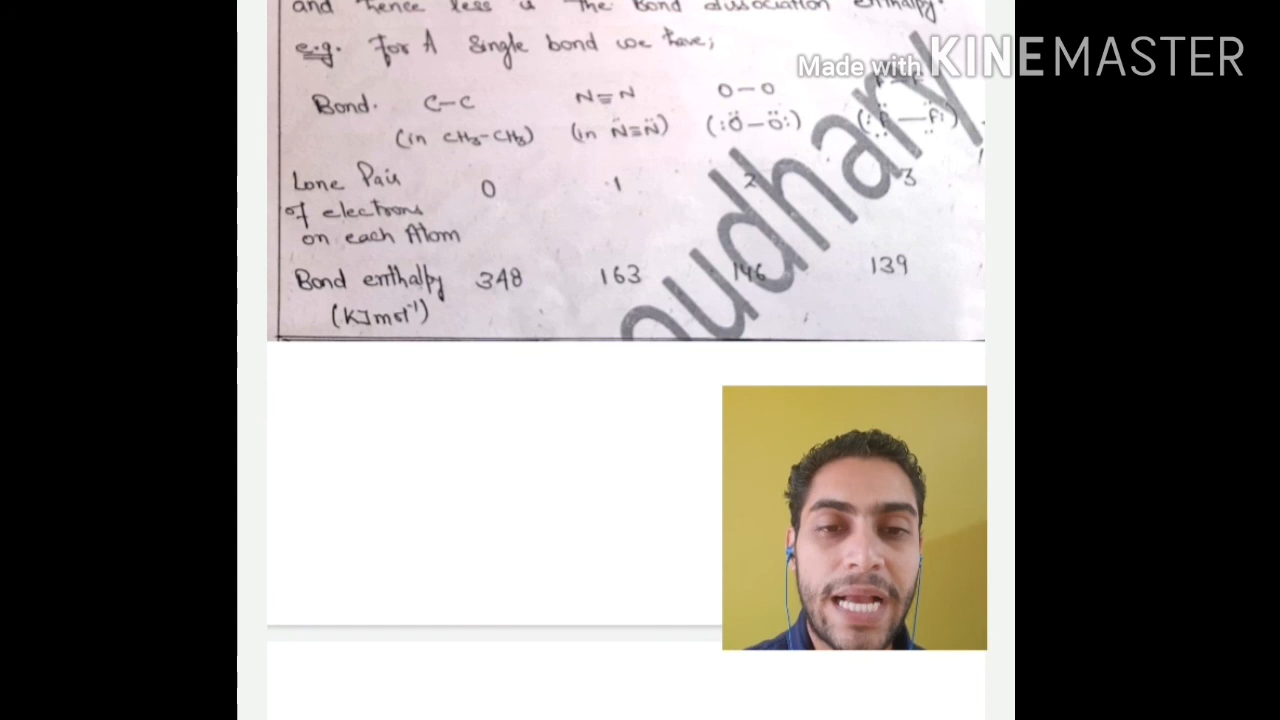 Made with KINEMASTER
and hence less is the Bond dissociation enthalpy.
e.g. For A single bond we have;
Bond. C-C N≡N O-O
(in CH3-CH3) (in N̈≡N̈) (:Ö-Ö:) (:F-F:)
Lone Pair 0 1 2 3
of electrons
on each Atom
Bond enthalpy 348 163 146 139
(KJmol⁻¹)
oudhary